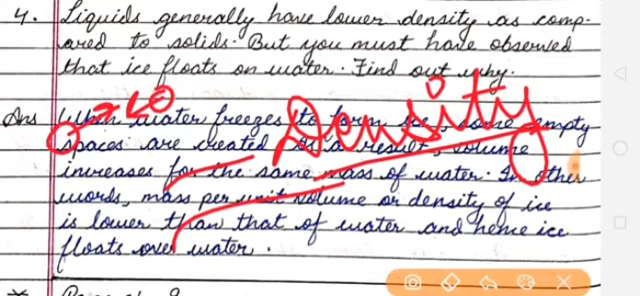 4. Liquids generally have lower density as comp-
ared to solids. But you must have observed
that ice floats on water. Find out why.
Ans When water freezes to form ice, some empty
Density
spaces are created. As a result, volume
increases for the same mass of water. In other
words, mass per unit volume or density of ice
is lower than that of water and hence ice
floats over water.